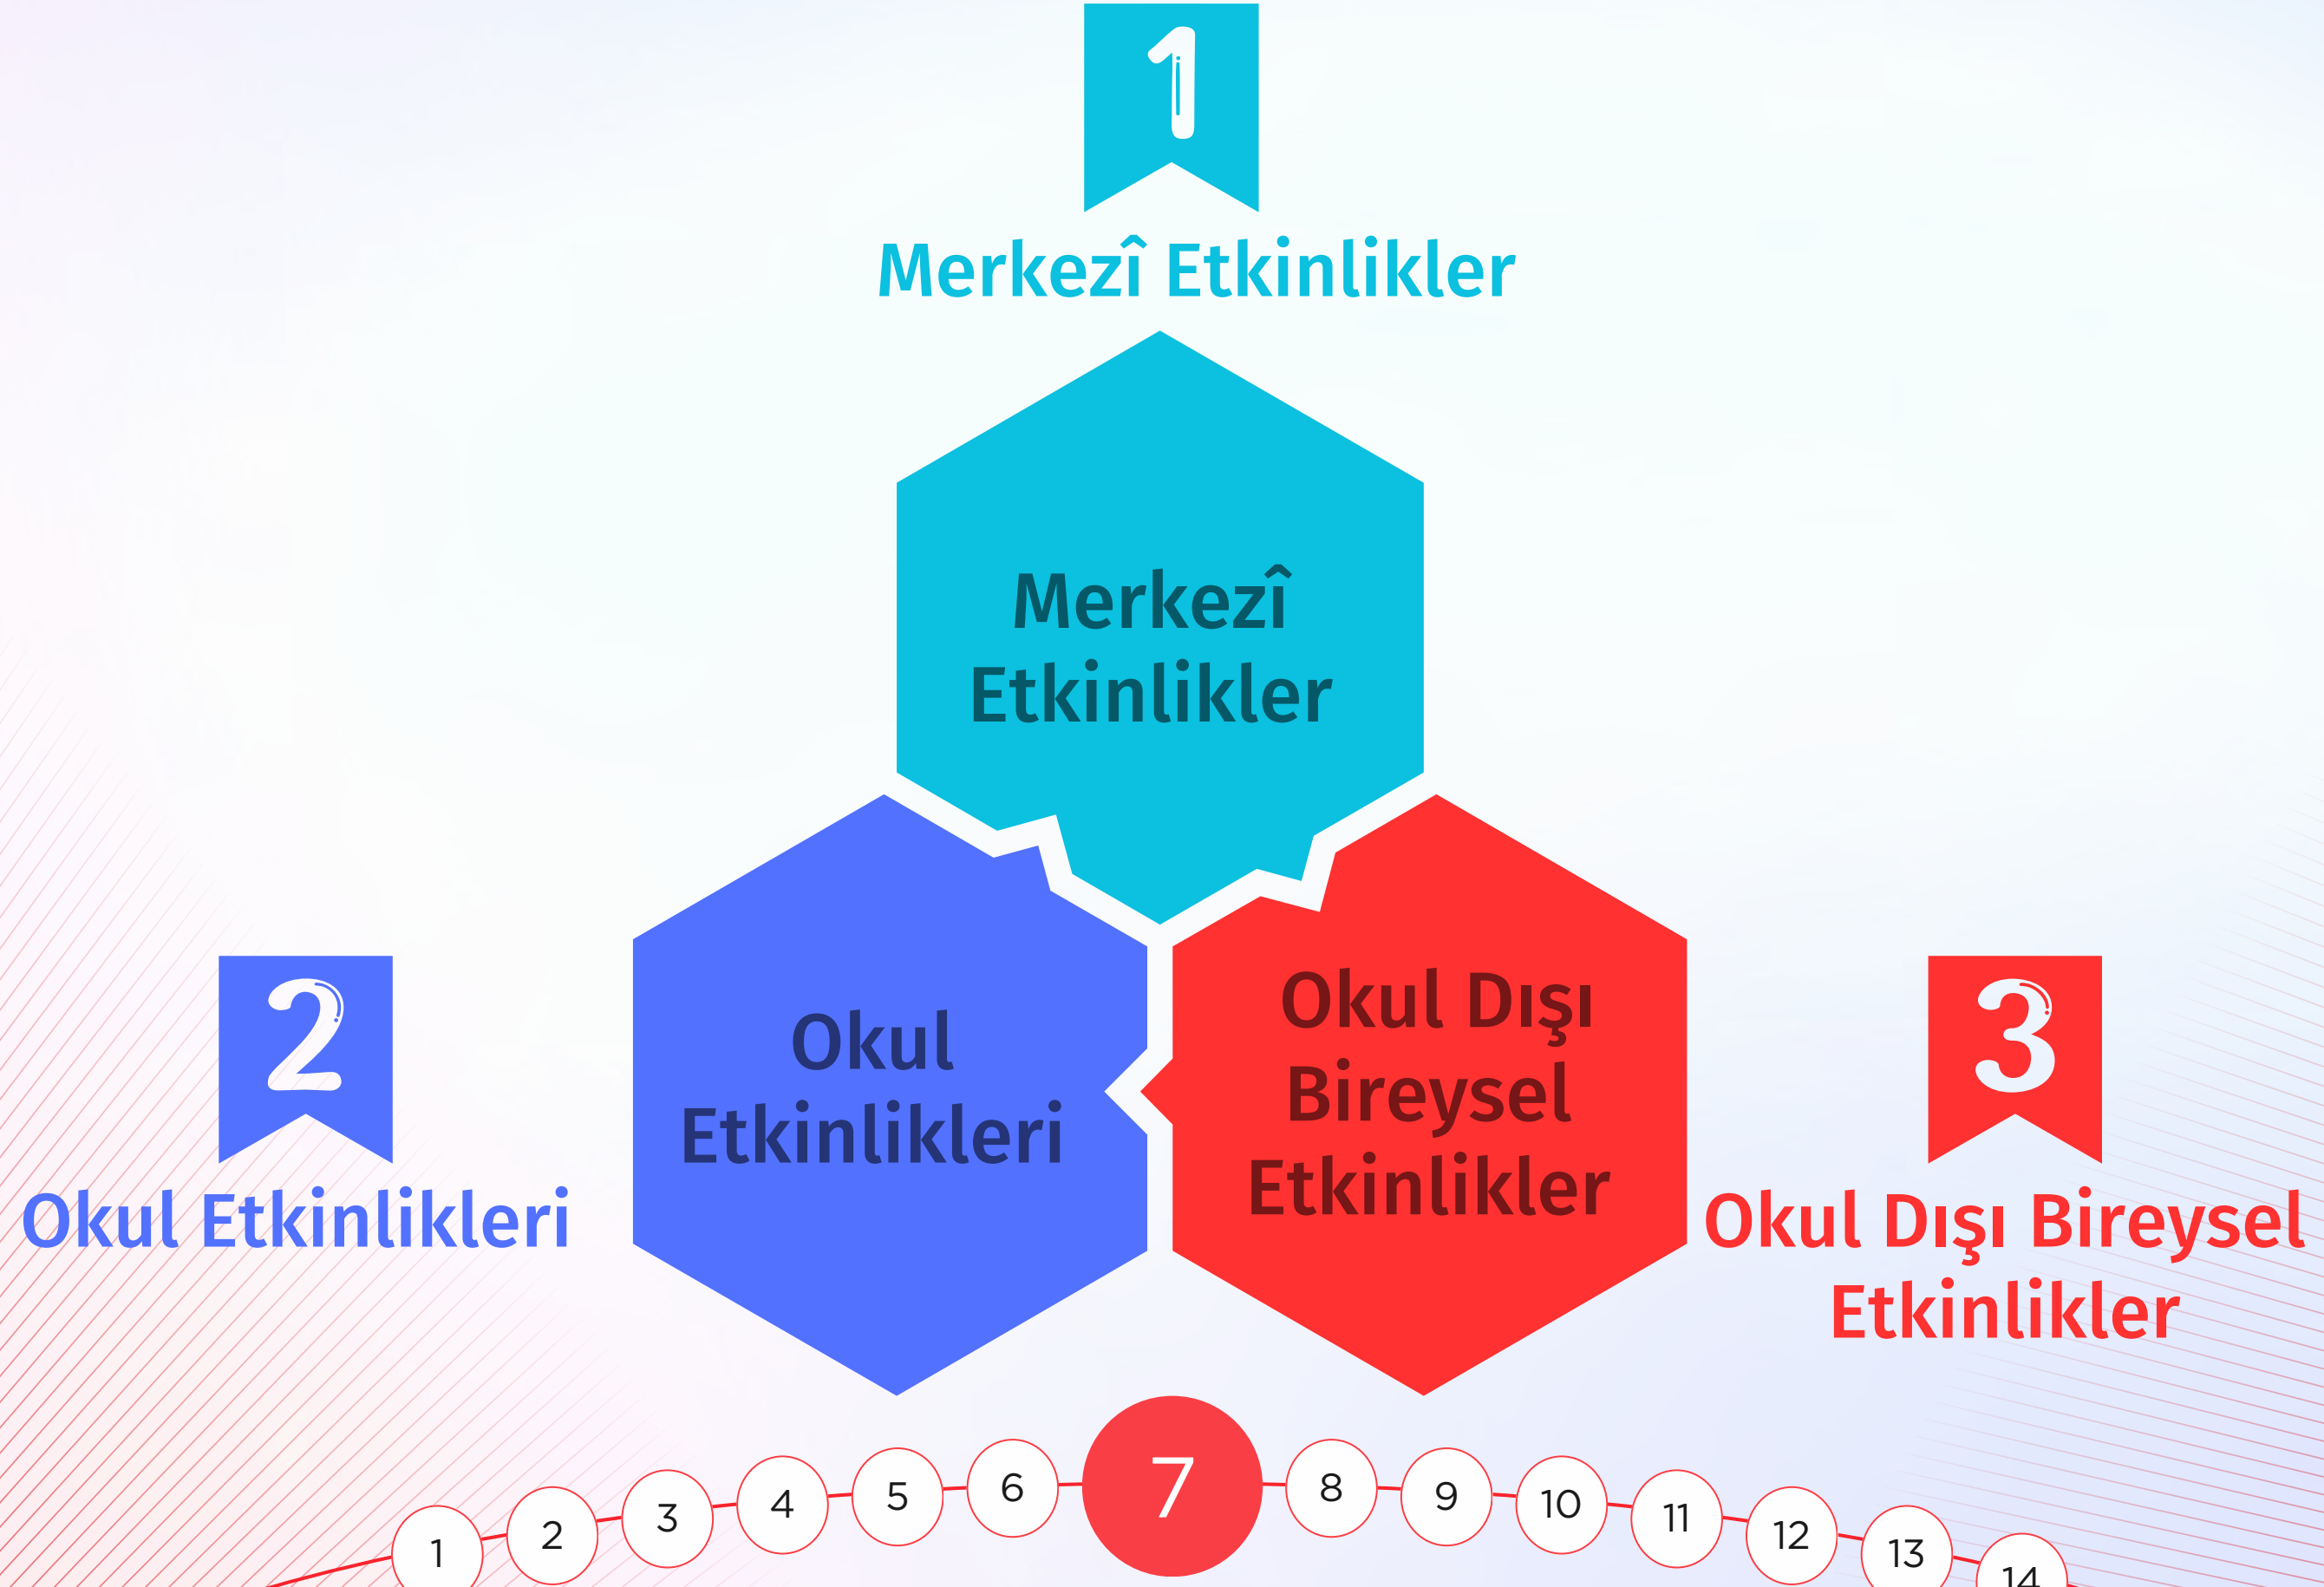 1
Merkezî Etkinlikler
Merkezî
Etkinlikler
2
Okul Etkinlikleri
Okul
Etkinlikleri
Okul Dışı
Bireysel
Etkinlikler
3
Okul Dışı Bireysel
Etkinlikler
1 2 3 4 5 6 7 8 9 10 11 12 13 14